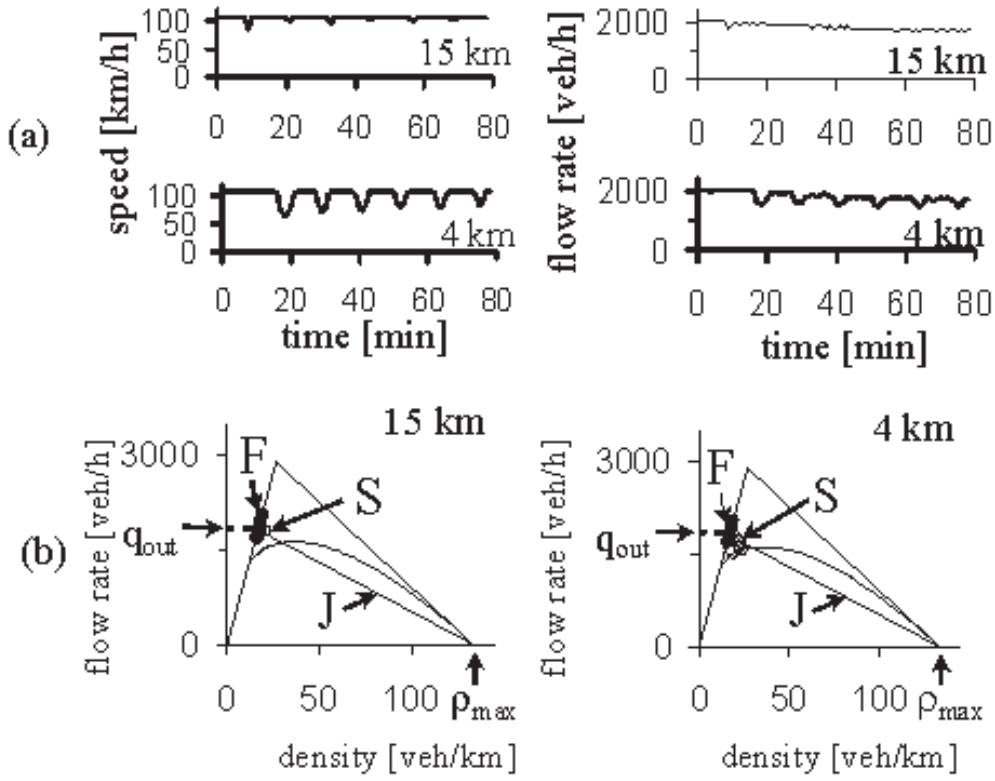 (a)
speed [km/h]
100
50
0
15 km
0 20 40 60 80
100
50
0
4 km
0 20 40 60 80
time [min]
flow rate [veh/h]
2000
0
15 km
0 20 40 60 80
2000
0
4 km
0 20 40 60 80
time [min]
(b)
15 km
flow rate [veh/h]
3000
F
S
q_out
J
0
0 50 100
ρ_max
density [veh/km]
4 km
flow rate [veh/h]
3000
F
S
q_out
J
0
0 50 100 ρ_max
density [veh/km]